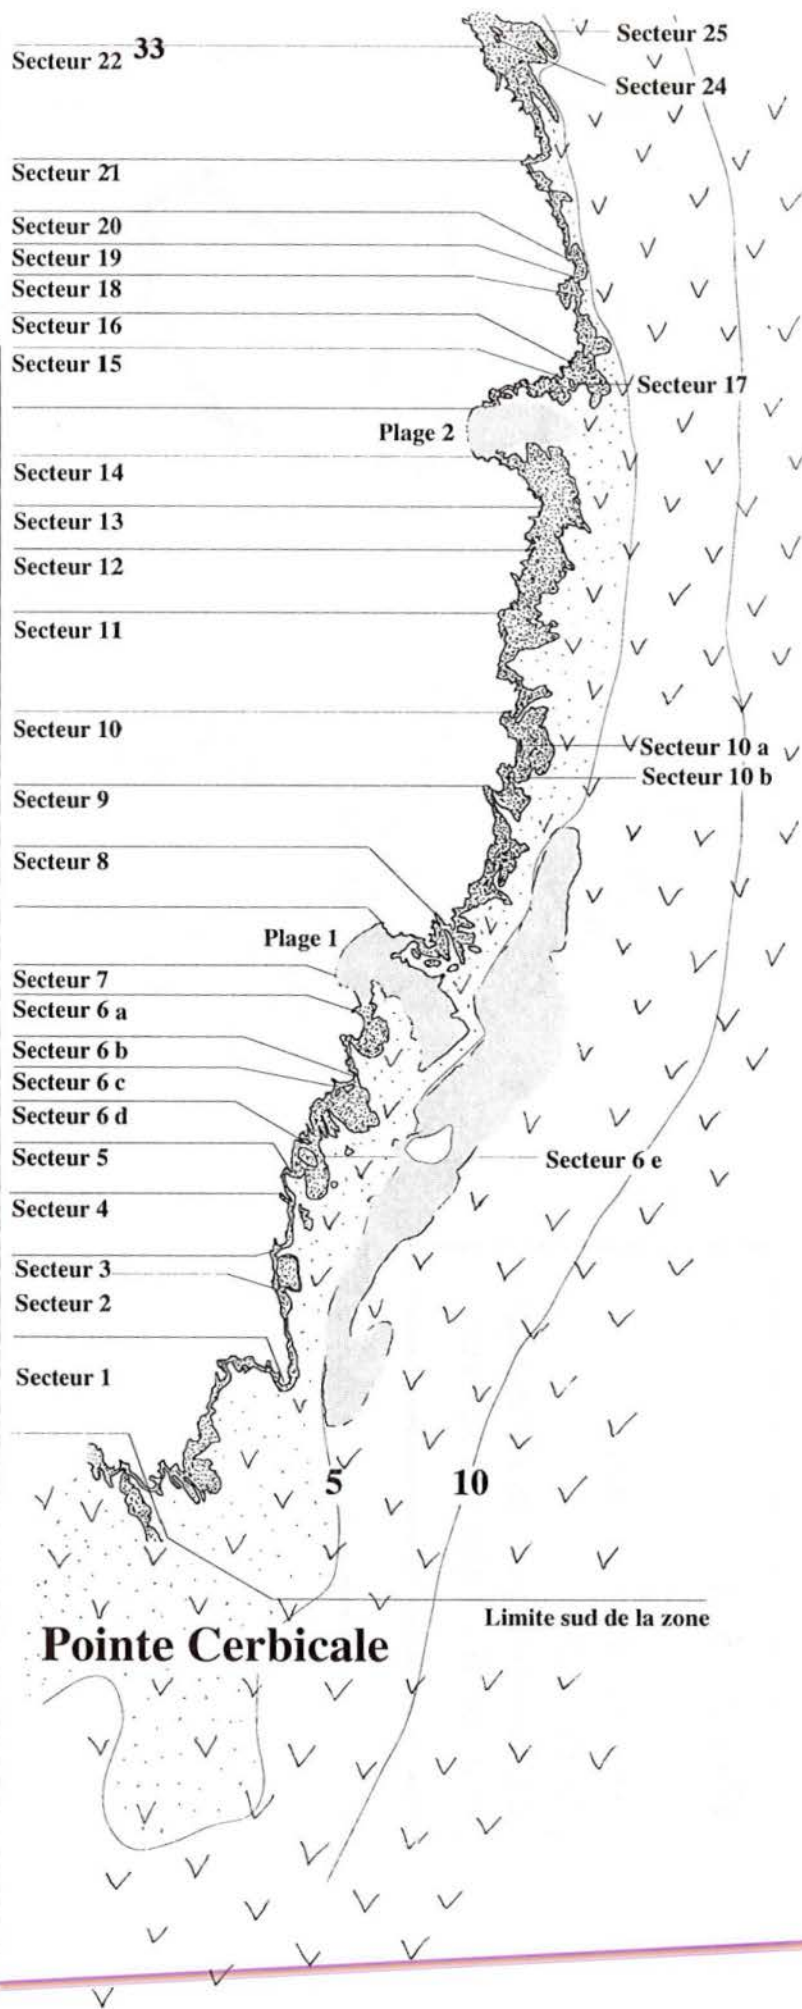 Secteur 25
33
Secteur 22
Secteur 24
Secteur 21
Secteur 20
Secteur 19
Secteur 18
Secteur 16
Secteur 15
Secteur 17
Plage 2
Secteur 14
Secteur 13
Secteur 12
Secteur 11
Secteur 10
Secteur 10 a
Secteur 10 b
Secteur 9
Secteur 8
Plage 1
Secteur 7
Secteur 6 a
Secteur 6 b
Secteur 6 c
Secteur 6 d
Secteur 5
Secteur 6 e
Secteur 4
Secteur 3
Secteur 2
Secteur 1
5
10
Limite sud de la zone
Pointe Cerbicale